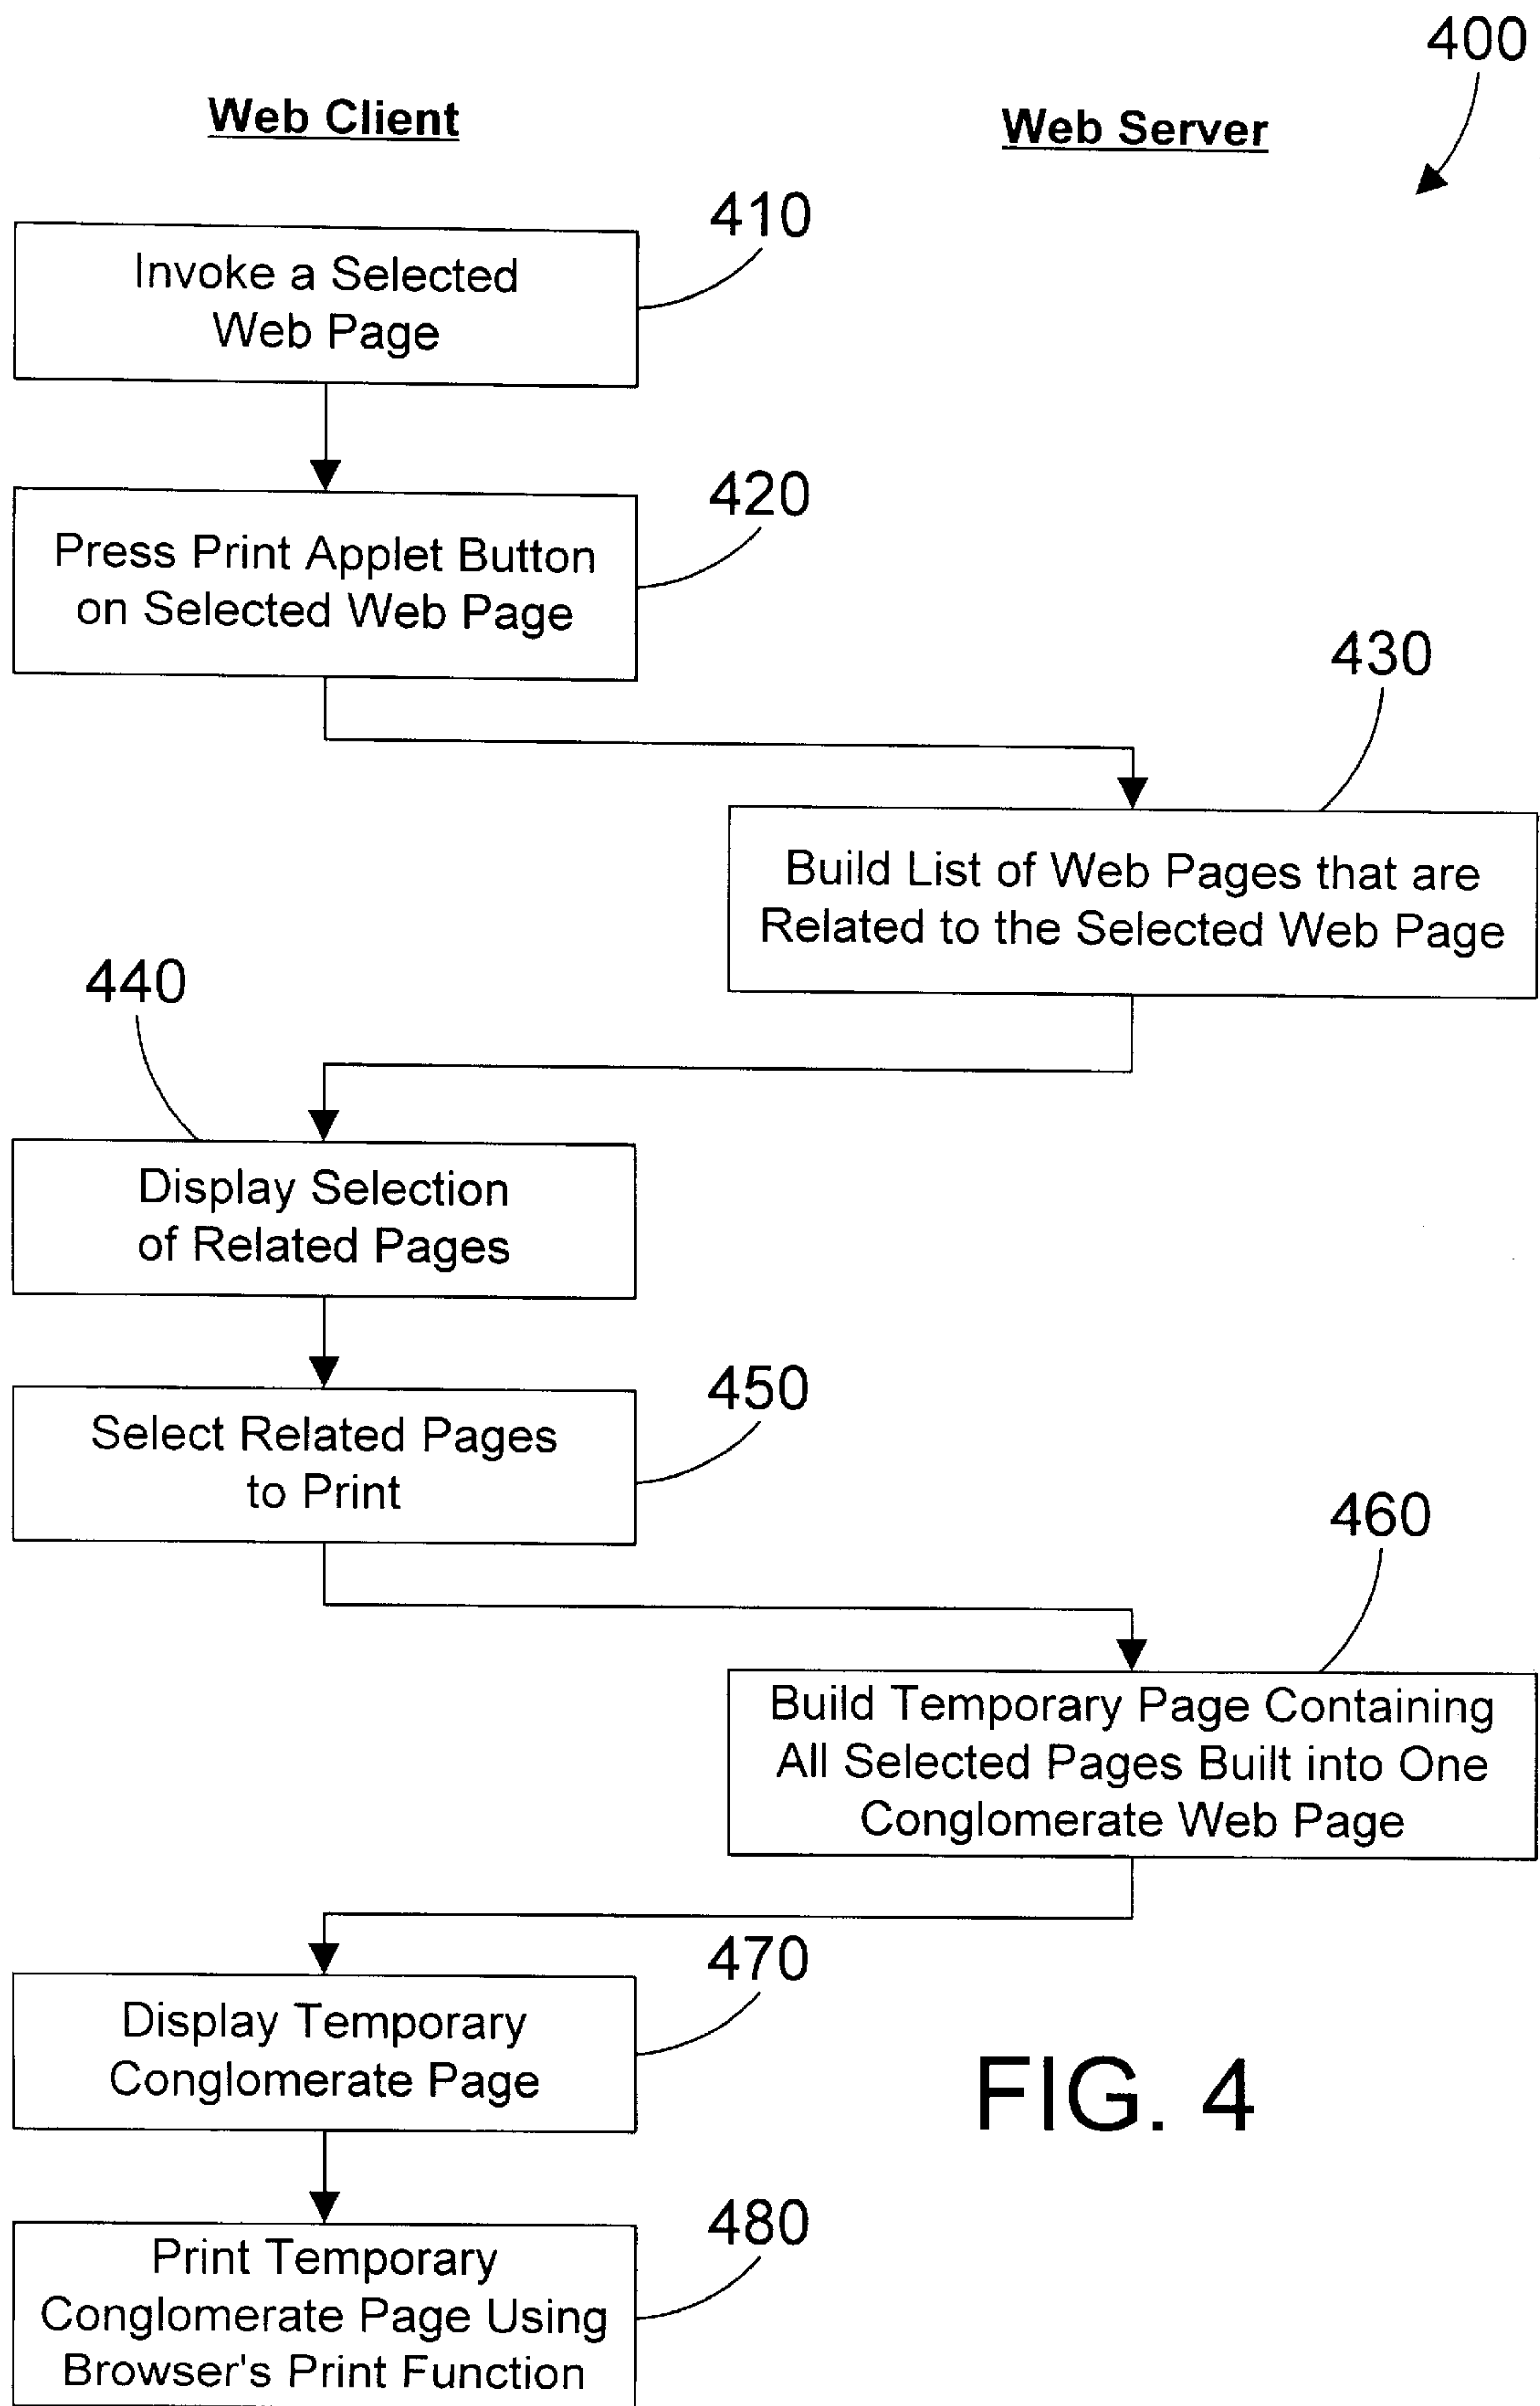 400
Web Client
Web Server
410
Invoke a Selected
Web Page
420
Press Print Applet Button
on Selected Web Page
430
Build List of Web Pages that are
Related to the Selected Web Page
440
Display Selection
of Related Pages
450
Select Related Pages
to Print
460
Build Temporary Page Containing
All Selected Pages Built into One
Conglomerate Web Page
470
Display Temporary
Conglomerate Page
FIG. 4
480
Print Temporary
Conglomerate Page Using
Browser's Print Function